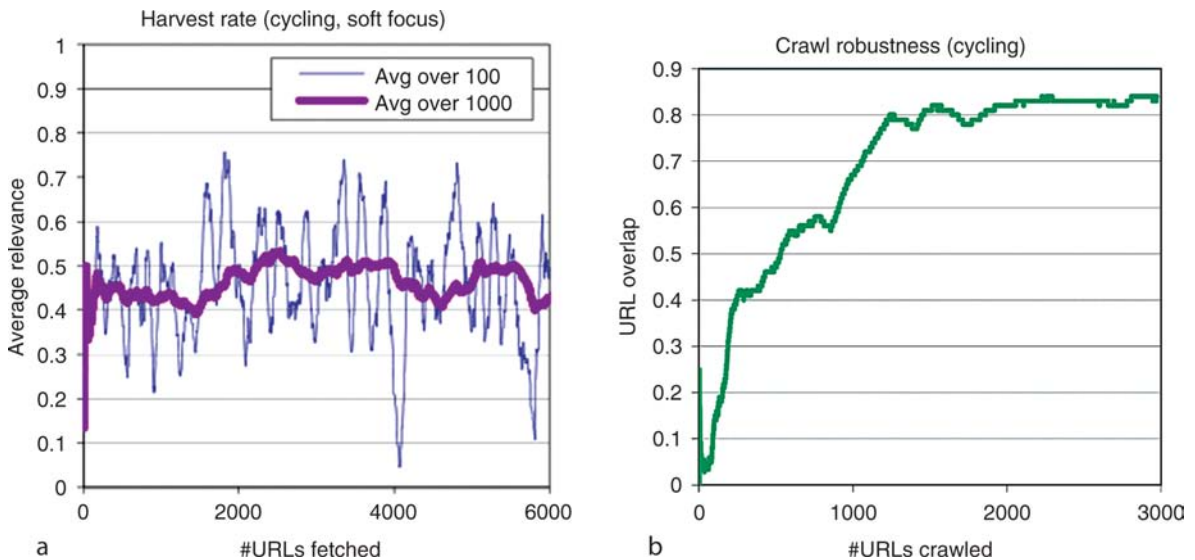 Harvest rate (cycling, soft focus)
1
0.9
0.8
0.7
0.6
0.5
0.4
0.3
0.2
0.1
0
Average relevance
Avg over 100
Avg over 1000
0 2000 4000 6000
#URLs fetched
a
Crawl robustness (cycling)
0.9
0.8
0.7
0.6
0.5
0.4
0.3
0.2
0.1
0
URL overlap
0 1000 2000 3000
#URLs crawled
b